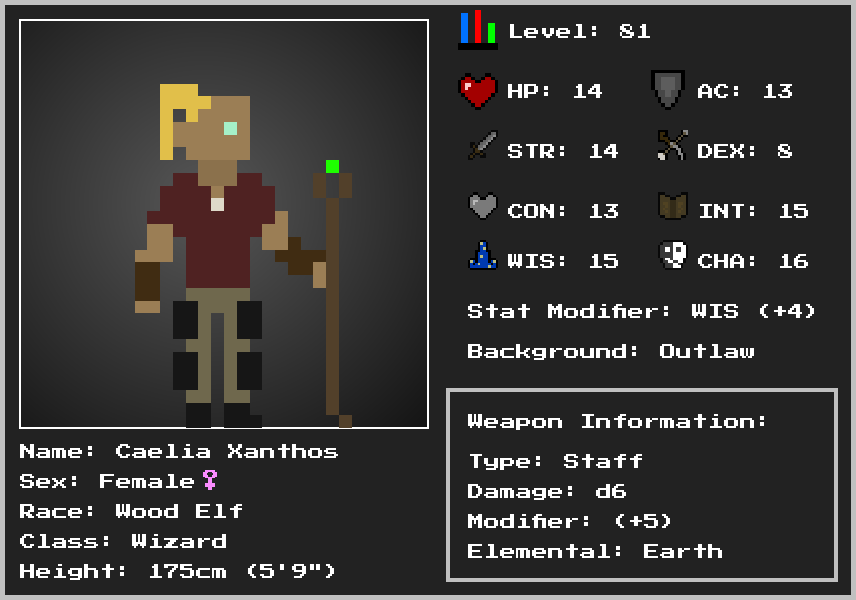 Level: 81
HP: 14 AC: 13
STR: 14 DEX: 8
CON: 13 INT: 15
WIS: 15 CHA: 16
Stat Modifier: WIS (+4)
Background: Outlaw
Weapon Information:
Type: Staff
Damage: d6
Modifier: (+5)
Elemental: Earth
Name: Caelia Xanthos
Sex: Female♀
Race: Wood Elf
Class: Wizard
Height: 175cm (5'9")